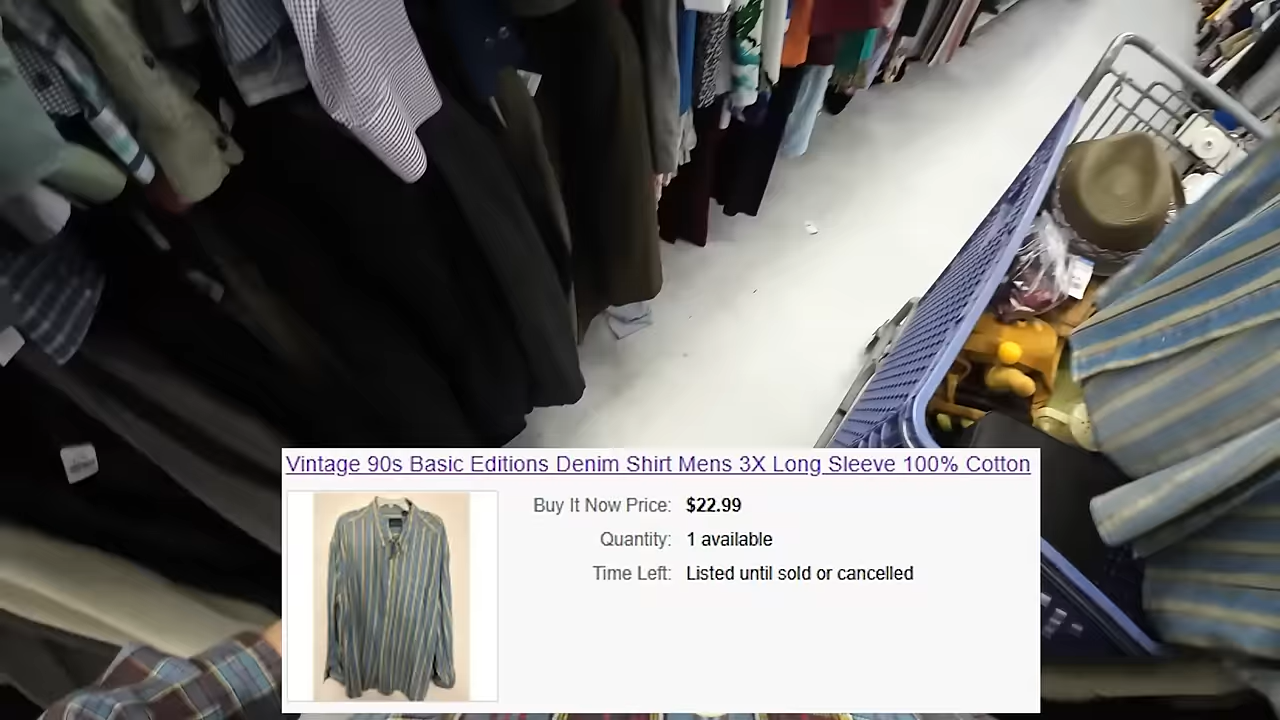 Vintage 90s Basic Editions Denim Shirt Mens 3X Long Sleeve 100% Cotton
Buy It Now Price: $22.99
Quantity: 1 available
Time Left: Listed until sold or cancelled